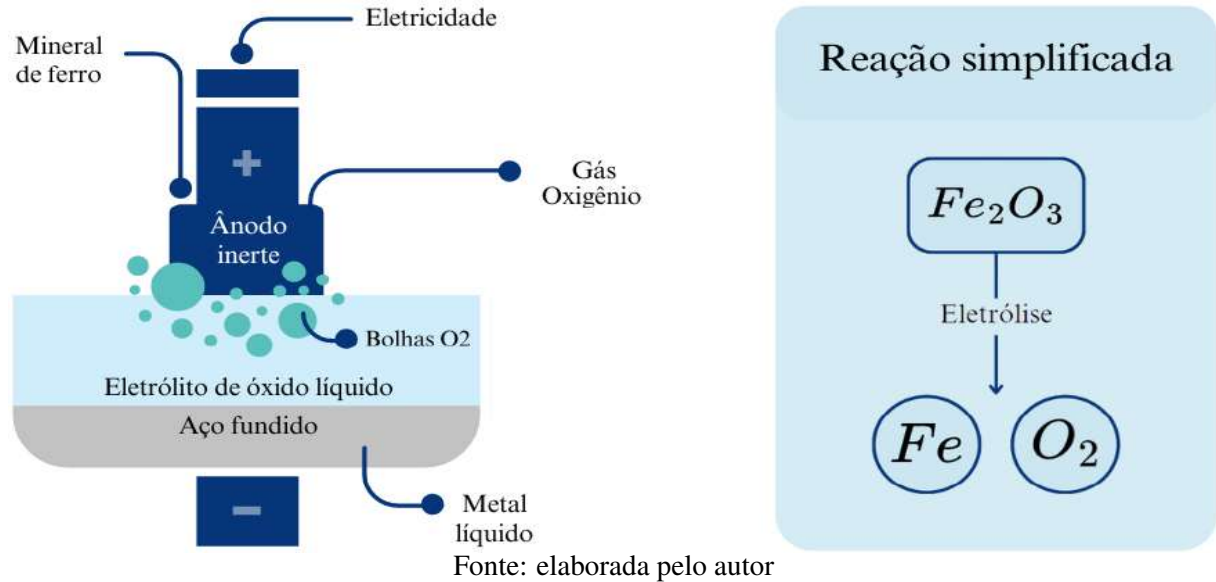 Eletricidade
Mineral
de ferro
+
Gás
Oxigênio
Ânodo
inerte
Bolhas O2
Eletrólito de óxido líquido
Aço fundido
−
Metal
líquido
Reação simplificada
Fe₂O₃
Eletrólise
Fe
O₂
Fonte: elaborada pelo autor